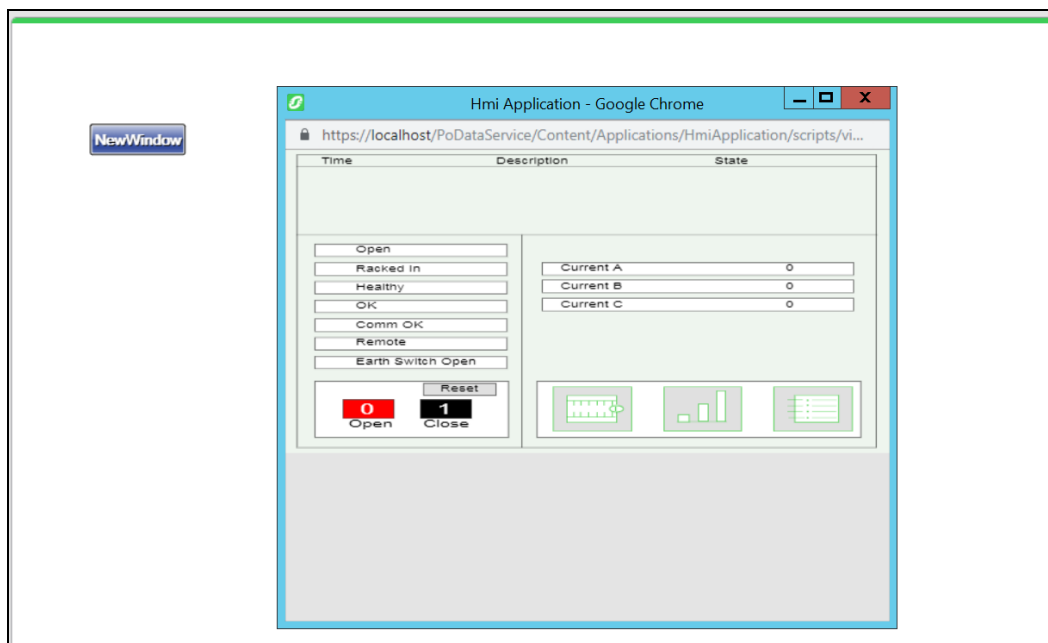 Hmi Application - Google Chrome
NewWindow
https://localhost/PoDataService/Content/Applications/HmiApplication/scripts/vi...
Time Description State
Open
Racked In
Healthy
OK
Comm OK
Remote
Earth Switch Open
Current A 0
Current B 0
Current C 0
Reset
0 1
Open Close